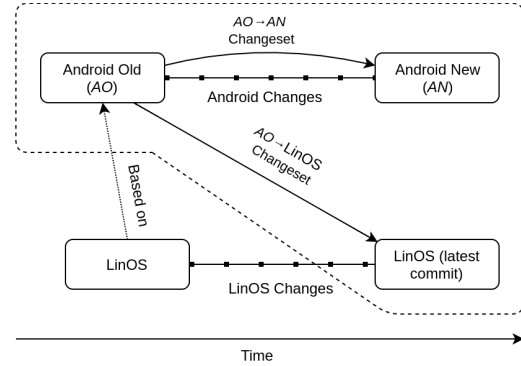 AO→AN
Changeset
Android Old
(AO)
Android New
(AN)
Android Changes
AO→LinOS
Changeset
Based on
LinOS
LinOS (latest
commit)
LinOS Changes
Time